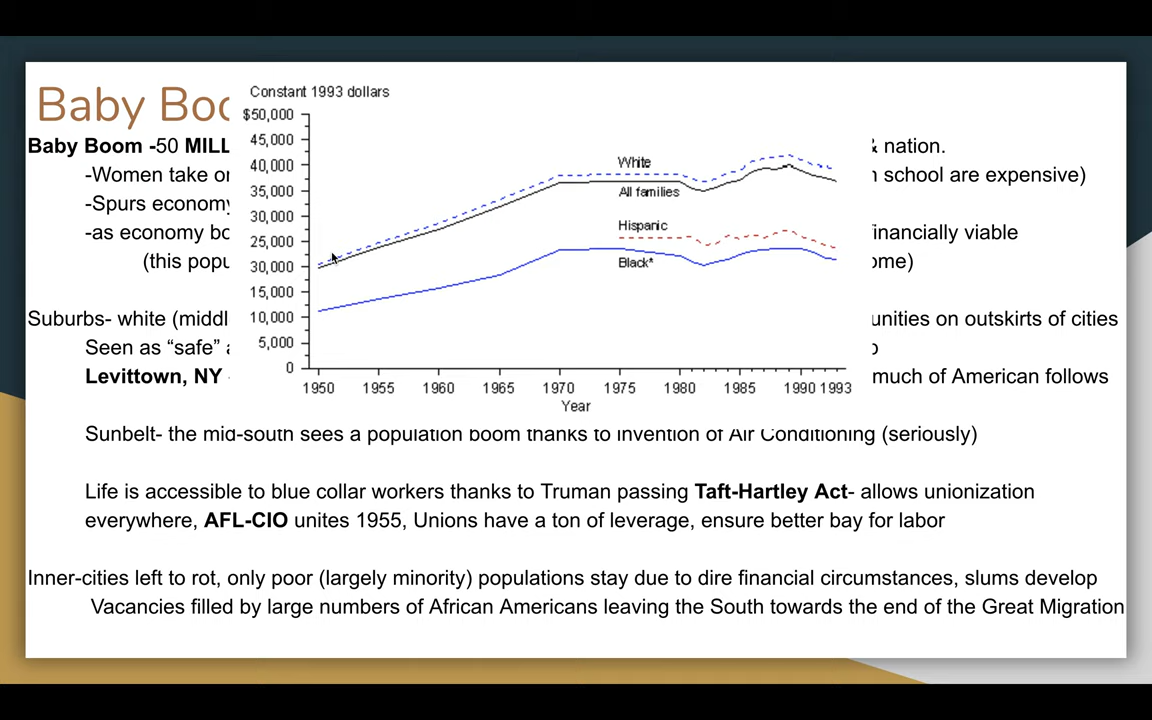 Baby Boo
Baby Boom -50 MILL & nation.
-Women take or n school are expensive)
-Spurs economy
-as economy bo financially viable
(this popu ome)
Suburbs- white (middl unities on outskirts of cities
Seen as “safe” a p
Levittown, NY - much of American follows
Sunbelt- the mid-south sees a population boom thanks to invention of Air Conditioning (seriously)
Life is accessible to blue collar workers thanks to Truman passing Taft-Hartley Act- allows unionization
everywhere, AFL-CIO unites 1955, Unions have a ton of leverage, ensure better bay for labor
Inner-cities left to rot, only poor (largely minority) populations stay due to dire financial circumstances, slums develop
Vacancies filled by large numbers of African Americans leaving the South towards the end of the Great Migration
Constant 1993 dollars
$50,000
45,000
40,000
35,000
30,000
25,000
30,000
15,000
10,000
5,000
0
White
All families
Hispanic
Black*
1950 1955 1960 1965 1970 1975 1980 1985 1990 1993
Year